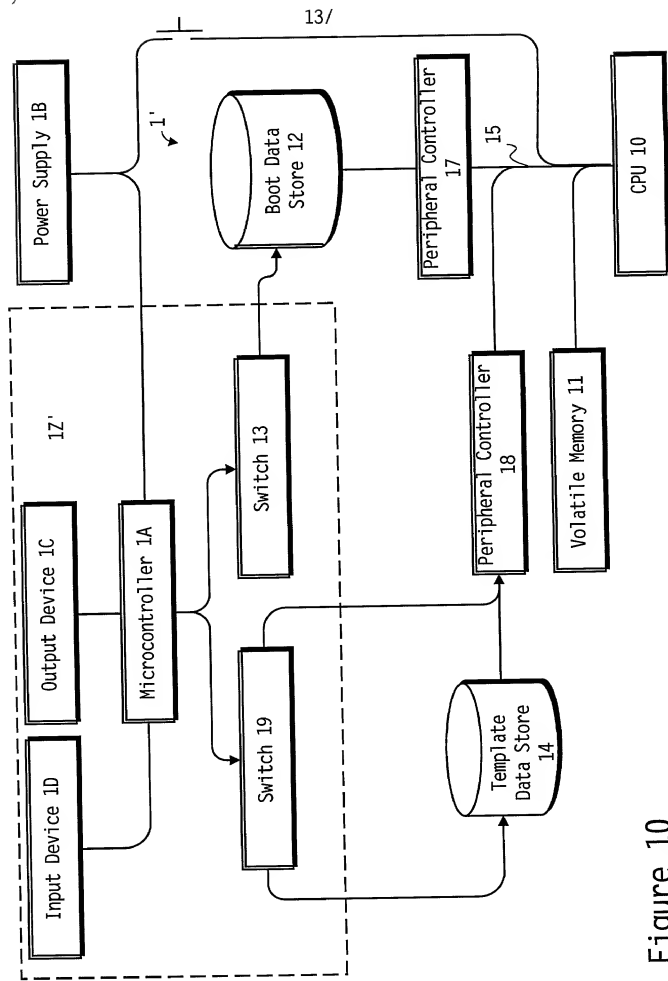 13/
Input Device 1D
Output Device 1C
1Z'
Power Supply 1B
Microcontroller 1A
1'
Switch 19
Switch 13
Boot Data
Store 12
Template
Data Store
14
Peripheral Controller
18
Peripheral Controller
17
15
Volatile Memory 11
CPU 10
Figure 10